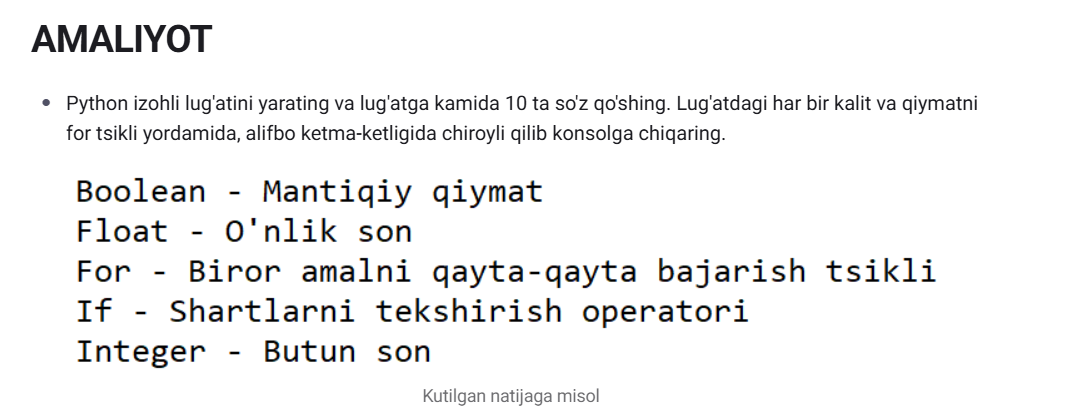 AMALIYOT
Python izohli lug'atini yarating va lug'atga kamida 10 ta so'z qo'shing. Lug'atdagi har bir kalit va qiymatni
for tsikli yordamida, alifbo ketma-ketligida chiroyli qilib konsolga chiqaring.
Boolean - Mantiqiy qiymat
Float - O'nlik son
For - Biror amalni qayta-qayta bajarish tsikli
If - Shartlarni tekshirish operatori
Integer - Butun son
Kutilgan natijaga misol